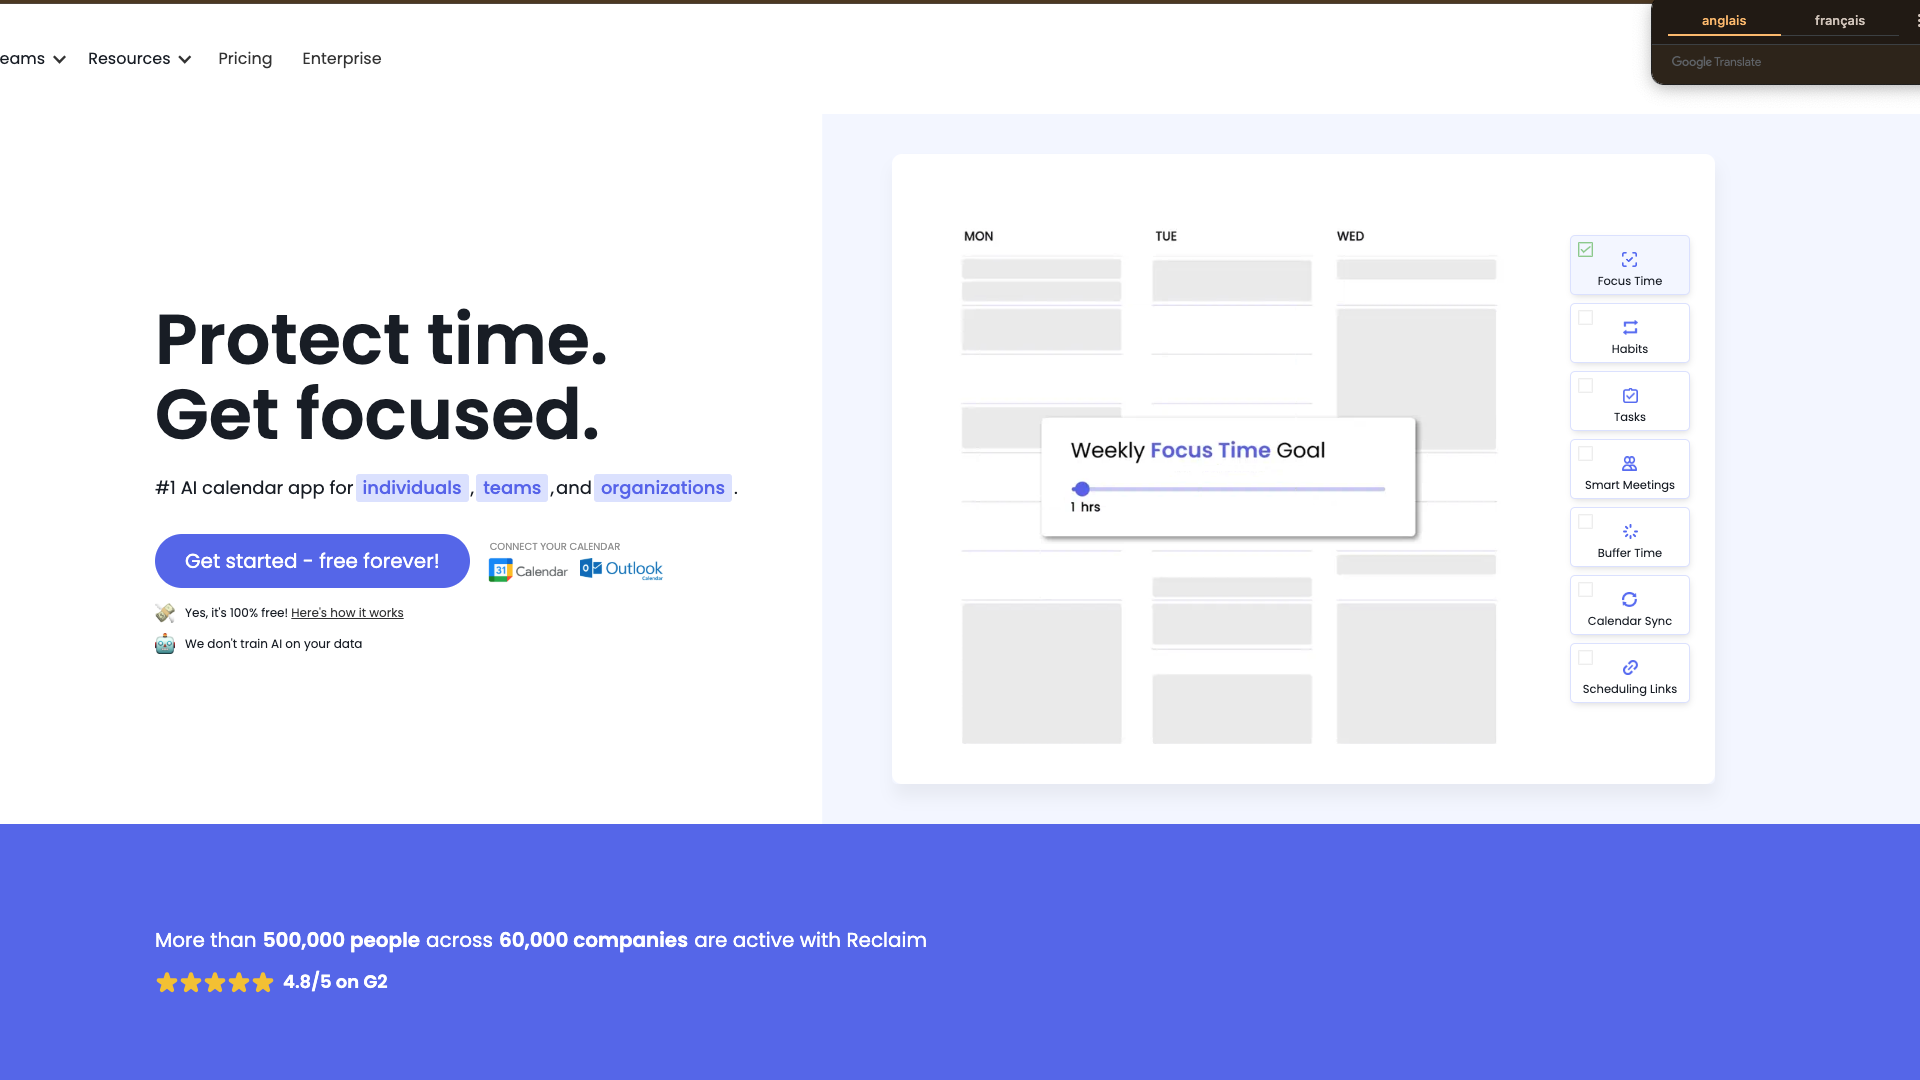 eams
Resources
Pricing
Enterprise
anglais
français
Google Translate
Protect time.
Get focused.
#1 AI calendar app for individuals, teams, and organizations.
Get started - free forever!
CONNECT YOUR CALENDAR
31 Calendar
Outlook
Calendar
Yes, it's 100% free! Here's how it works
We don't train AI on your data
MON
TUE
WED
Weekly Focus Time Goal
1 hrs
Focus Time
Habits
Tasks
Smart Meetings
Buffer Time
Calendar Sync
Scheduling Links
More than 500,000 people across 60,000 companies are active with Reclaim
4.8/5 on G2